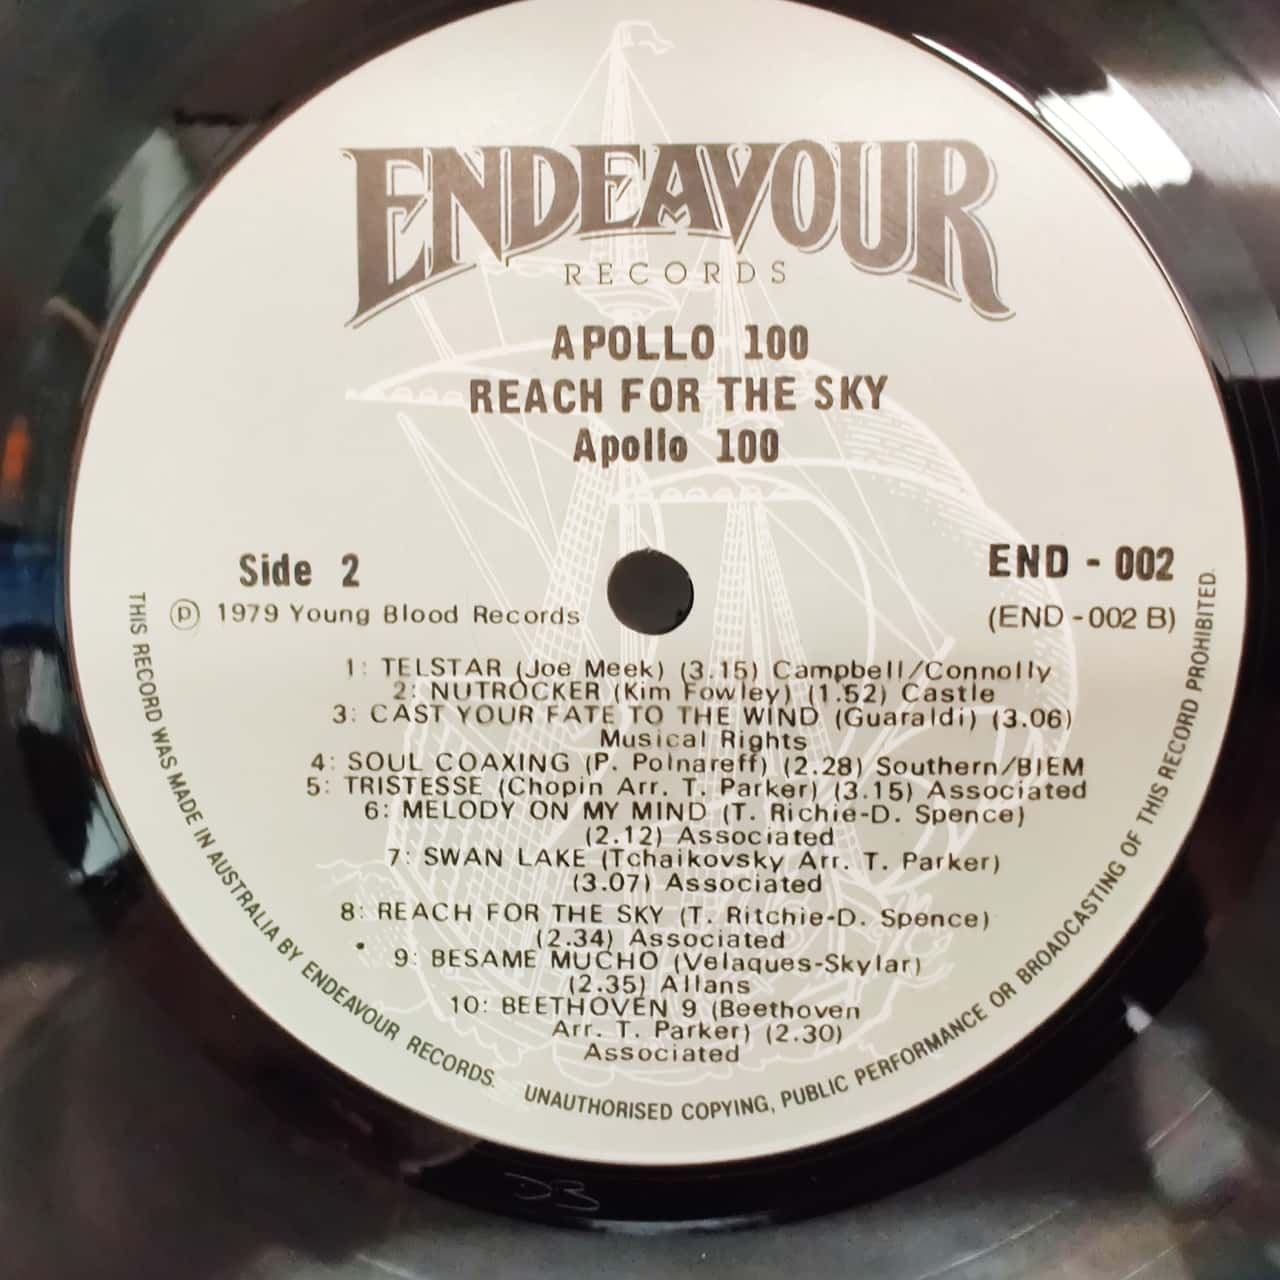 ENDEAVOUR
RECORDS
APOLLO 100
REACH FOR THE SKY
Apollo 100
Side 2
END - 002
Ⓟ 1979 Young Blood Records
(END - 002 B)
1: TELSTAR (Joe Meek) (3.15) Campbell/Connolly
2: NUTROCKER (Kim Fowley) (1.52) Castle
3: CAST YOUR FATE TO THE WIND (Guaraldi) (3.06)
Musical Rights
4: SOUL COAXING (P. Polnareff) (2.28) Southern/BIEM
5: TRISTESSE (Chopin Arr. T. Parker) (3.15) Associated
6: MELODY ON MY MIND (T. Richie-D. Spence)
(2.12) Associated
7: SWAN LAKE (Tchaikovsky Arr. T. Parker)
(3.07) Associated
8: REACH FOR THE SKY (T. Ritchie-D. Spence)
(2.34) Associated
9: BESAME MUCHO (Velaques-Skylar)
(2.35) Allans
10: BEETHOVEN 9 (Beethoven
Arr. T. Parker) (2.30)
Associated
THIS RECORD WAS MADE IN AUSTRALIA BY ENDEAVOUR RECORDS. UNAUTHORISED COPYING, PUBLIC PERFORMANCE OR BROADCASTING OF THIS RECORD PROHIBITED.
DB